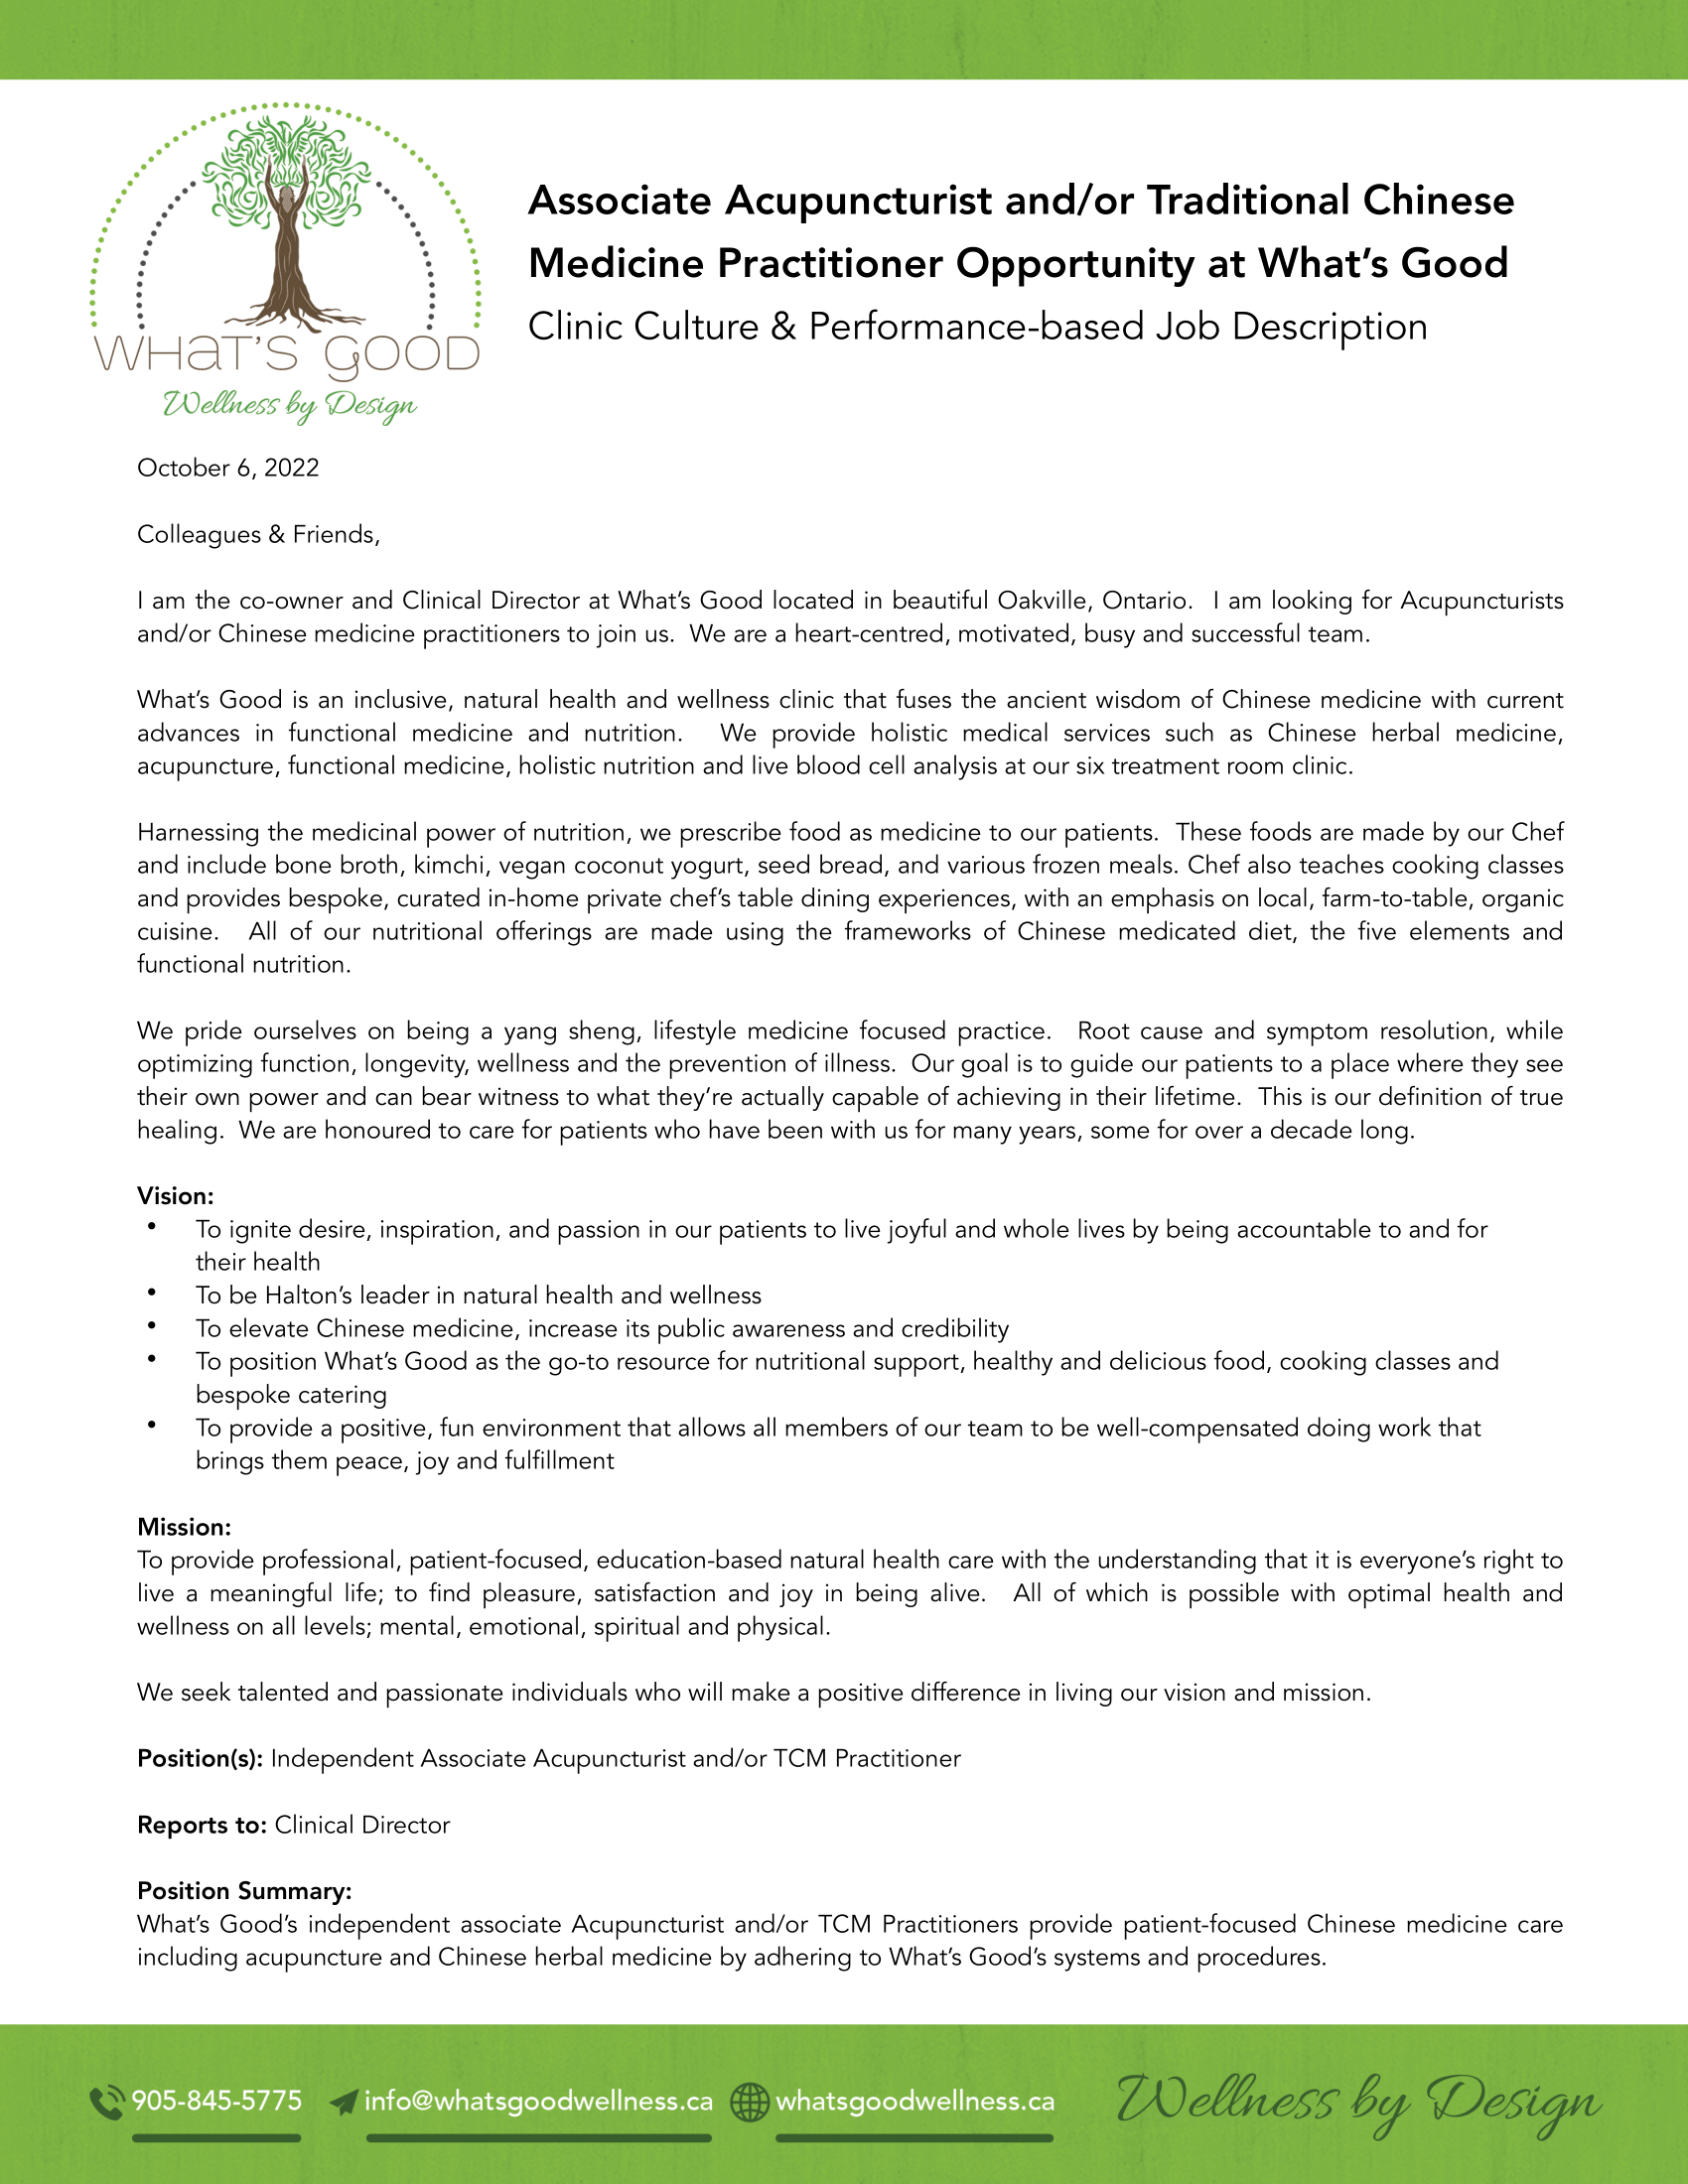 WHAT'S GOOD
Wellness by Design
Associate Acupuncturist and/or Traditional Chinese
Medicine Practitioner Opportunity at What’s Good
Clinic Culture & Performance-based Job Description
October 6, 2022
Colleagues & Friends,
I am the co-owner and Clinical Director at What’s Good located in beautiful Oakville, Ontario. I am looking for Acupuncturists
and/or Chinese medicine practitioners to join us. We are a heart-centred, motivated, busy and successful team.
What’s Good is an inclusive, natural health and wellness clinic that fuses the ancient wisdom of Chinese medicine with current
advances in functional medicine and nutrition. We provide holistic medical services such as Chinese herbal medicine,
acupuncture, functional medicine, holistic nutrition and live blood cell analysis at our six treatment room clinic.
Harnessing the medicinal power of nutrition, we prescribe food as medicine to our patients. These foods are made by our Chef
and include bone broth, kimchi, vegan coconut yogurt, seed bread, and various frozen meals. Chef also teaches cooking classes
and provides bespoke, curated in-home private chef’s table dining experiences, with an emphasis on local, farm-to-table, organic
cuisine. All of our nutritional offerings are made using the frameworks of Chinese medicated diet, the five elements and
functional nutrition.
We pride ourselves on being a yang sheng, lifestyle medicine focused practice. Root cause and symptom resolution, while
optimizing function, longevity, wellness and the prevention of illness. Our goal is to guide our patients to a place where they see
their own power and can bear witness to what they’re actually capable of achieving in their lifetime. This is our definition of true
healing. We are honoured to care for patients who have been with us for many years, some for over a decade long.
Vision:
• To ignite desire, inspiration, and passion in our patients to live joyful and whole lives by being accountable to and for
their health
• To be Halton’s leader in natural health and wellness
• To elevate Chinese medicine, increase its public awareness and credibility
• To position What’s Good as the go-to resource for nutritional support, healthy and delicious food, cooking classes and
bespoke catering
• To provide a positive, fun environment that allows all members of our team to be well-compensated doing work that
brings them peace, joy and fulfillment
Mission:
To provide professional, patient-focused, education-based natural health care with the understanding that it is everyone’s right to
live a meaningful life; to find pleasure, satisfaction and joy in being alive. All of which is possible with optimal health and
wellness on all levels; mental, emotional, spiritual and physical.
We seek talented and passionate individuals who will make a positive difference in living our vision and mission.
Position(s): Independent Associate Acupuncturist and/or TCM Practitioner
Reports to: Clinical Director
Position Summary:
What’s Good’s independent associate Acupuncturist and/or TCM Practitioners provide patient-focused Chinese medicine care
including acupuncture and Chinese herbal medicine by adhering to What’s Good’s systems and procedures.
905-845-5775 info@whatsgoodwellness.ca whatsgoodwellness.ca Wellness by Design